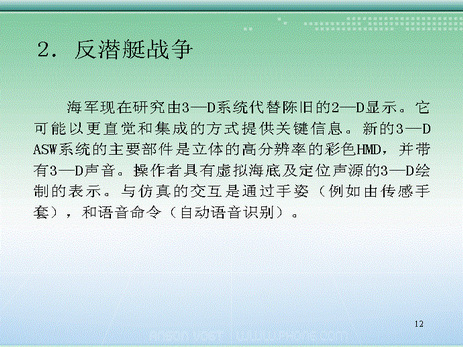 2．反潜艇战争
海军现在研究由3—D系统代替陈旧的2—D显示。它
可能以更直觉和集成的方式提供关键信息。新的3—D
ASW系统的主要部件是立体的高分辨率的彩色HMD，并带
有3—D声音。操作者具有虚拟海底及定位声源的3—D绘
制的表示。与仿真的交互是通过手姿（例如由传感手
套），和语音命令（自动语音识别）。
12